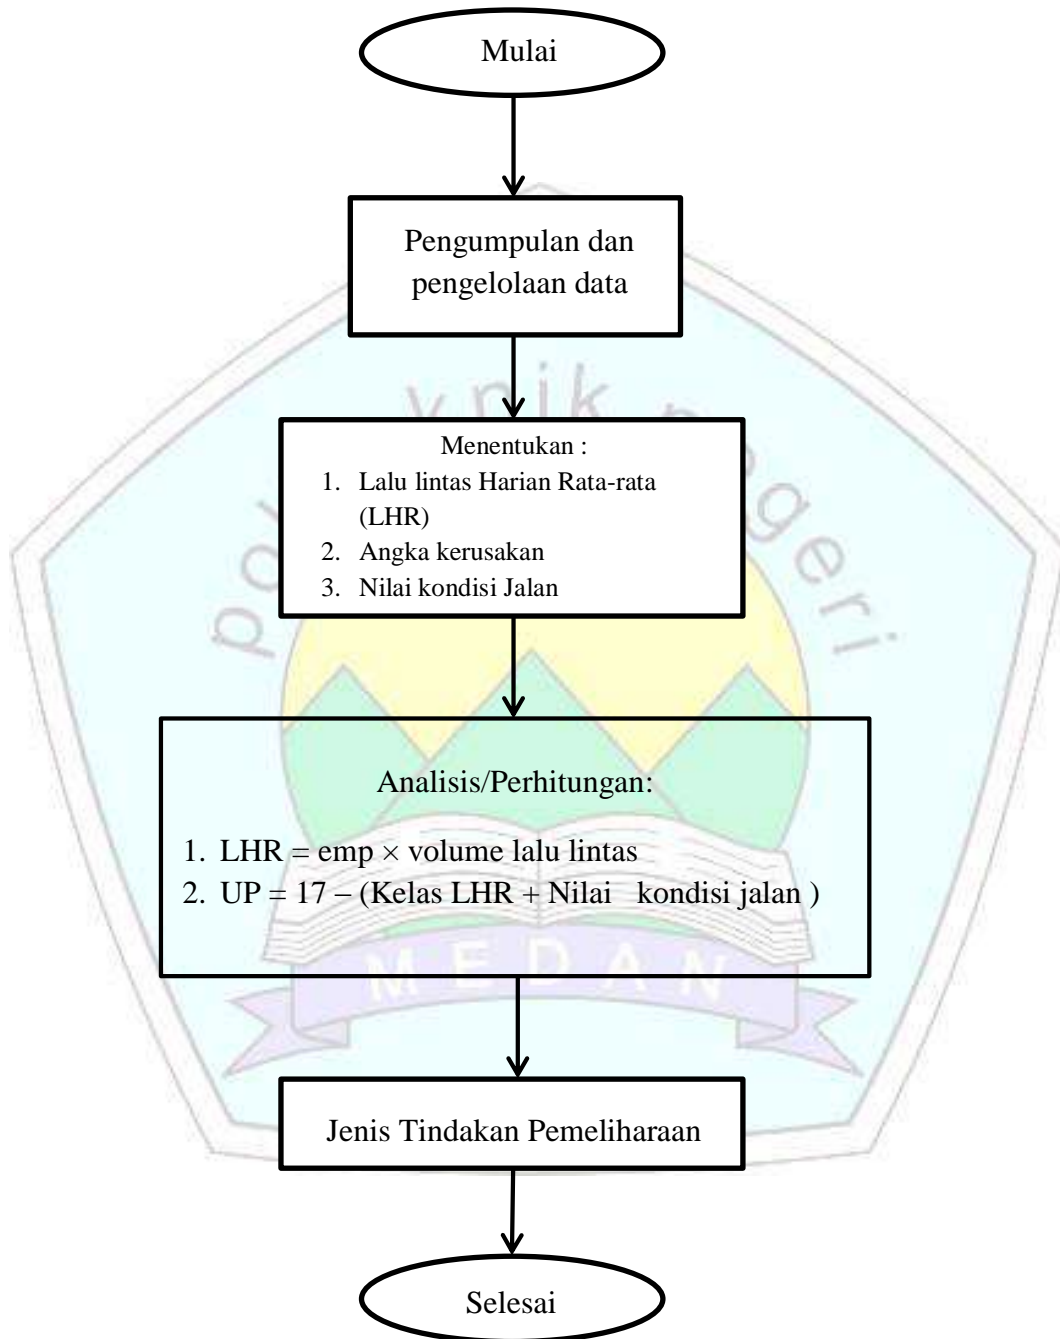 Mulai
Pengumpulan dan
pengelolaan data
Menentukan :
1. Lalu lintas Harian Rata-rata
(LHR)
2. Angka kerusakan
3. Nilai kondisi Jalan
Analisis/Perhitungan:
1. LHR = emp × volume lalu lintas
2. UP = 17 – (Kelas LHR + Nilai kondisi jalan )
MEDAN
Jenis Tindakan Pemeliharaan
Selesai